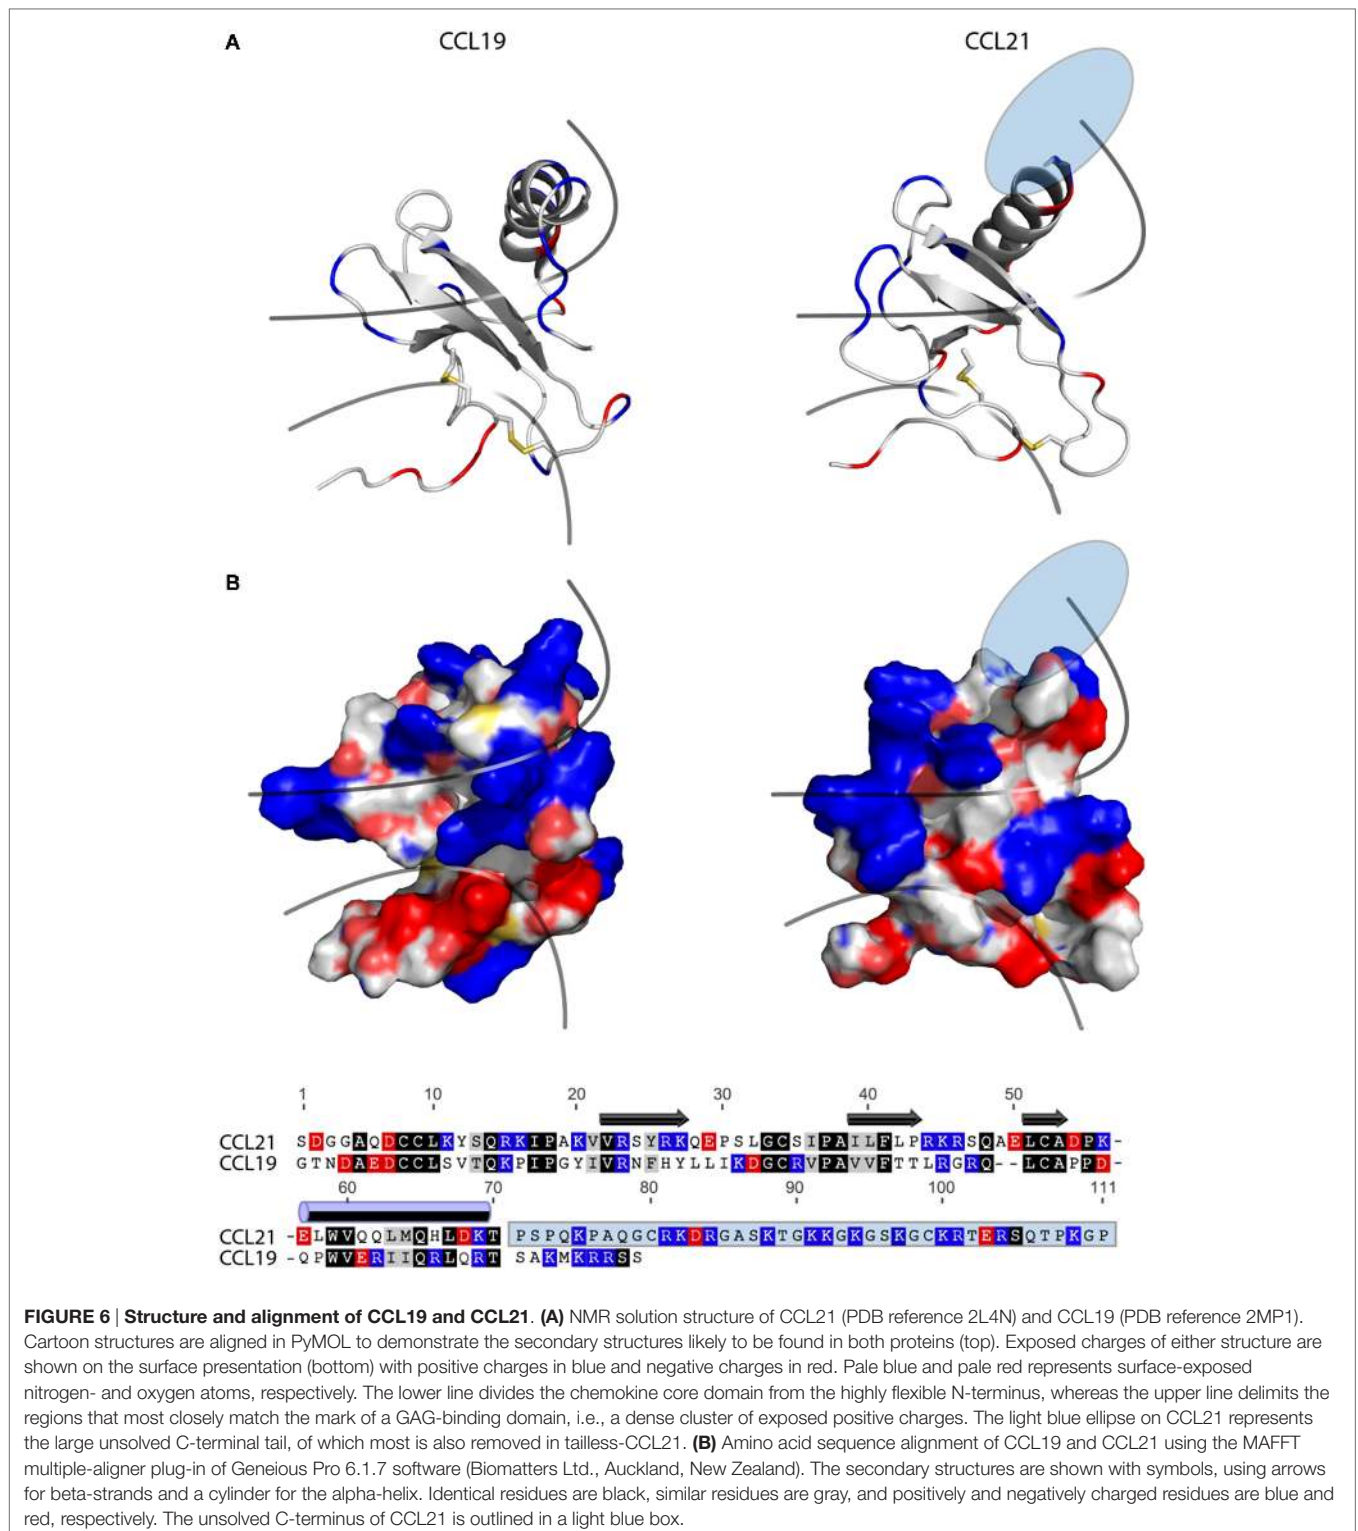 A CCL19 CCL21
B
1 10 20 30 40 50
CCL21 SDGGAQDCCLKYSQRKIPAKVVRSYRKQEPSLGCSIPAILFLPRKRSQAELCADPK-
CCL19 GTNDAEDCCLSVTQKPIPGYIVRNFHYLLIKDGCRVPAVVFTTLRGRQ--LCAPPD-
60 70 80 90 100 111
CCL21 -ELWVQQLMQHLDKT PSPQKPAQGCRKDRGASKTGKKGKGSKGCKRTERSQTPKGP
CCL19 -QPWVERIIQRLQRT SAKMKRRSS
FIGURE 6 | Structure and alignment of CCL19 and CCL21. (A) NMR solution structure of CCL21 (PDB reference 2L4N) and CCL19 (PDB reference 2MP1).
Cartoon structures are aligned in PyMOL to demonstrate the secondary structures likely to be found in both proteins (top). Exposed charges of either structure are
shown on the surface presentation (bottom) with positive charges in blue and negative charges in red. Pale blue and pale red represents surface-exposed
nitrogen- and oxygen atoms, respectively. The lower line divides the chemokine core domain from the highly flexible N-terminus, whereas the upper line delimits the
regions that most closely match the mark of a GAG-binding domain, i.e., a dense cluster of exposed positive charges. The light blue ellipse on CCL21 represents
the large unsolved C-terminal tail, of which most is also removed in tailless-CCL21. (B) Amino acid sequence alignment of CCL19 and CCL21 using the MAFFT
multiple-aligner plug-in of Geneious Pro 6.1.7 software (Biomatters Ltd., Auckland, New Zealand). The secondary structures are shown with symbols, using arrows
for beta-strands and a cylinder for the alpha-helix. Identical residues are black, similar residues are gray, and positively and negatively charged residues are blue and
red, respectively. The unsolved C-terminus of CCL21 is outlined in a light blue box.